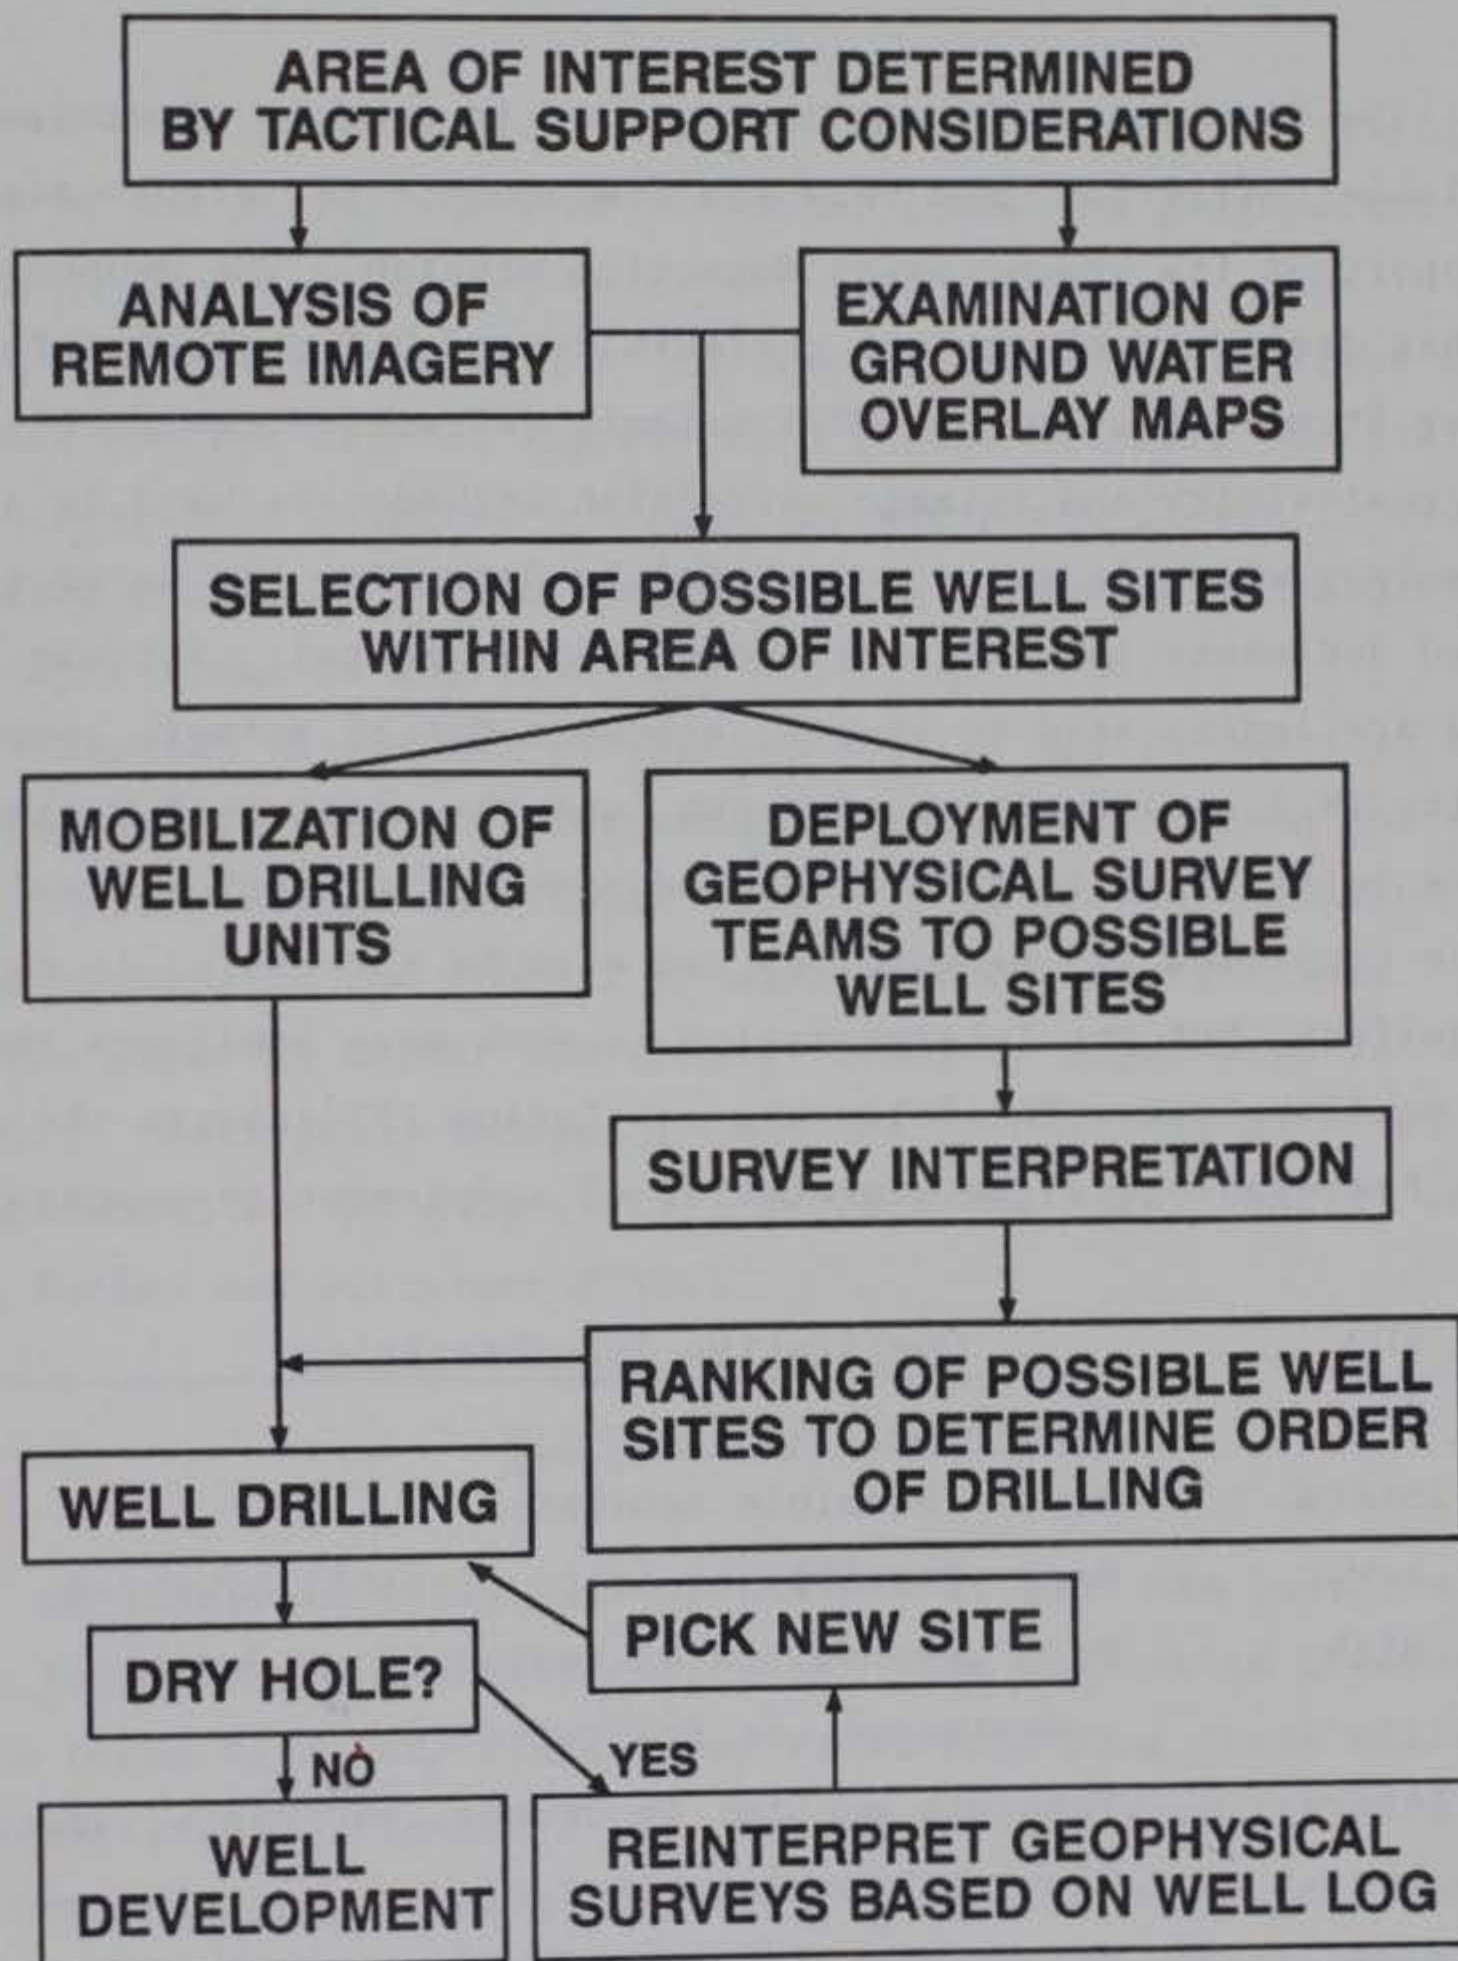 AREA OF INTEREST DETERMINED
BY TACTICAL SUPPORT CONSIDERATIONS
ANALYSIS OF
REMOTE IMAGERY
EXAMINATION OF
GROUND WATER
OVERLAY MAPS
SELECTION OF POSSIBLE WELL SITES
WITHIN AREA OF INTEREST
MOBILIZATION OF
WELL DRILLING
UNITS
DEPLOYMENT OF
GEOPHYSICAL SURVEY
TEAMS TO POSSIBLE
WELL SITES
SURVEY INTERPRETATION
RANKING OF POSSIBLE WELL
SITES TO DETERMINE ORDER
OF DRILLING
WELL DRILLING
PICK NEW SITE
DRY HOLE?
NO
YES
WELL
DEVELOPMENT
REINTERPRET GEOPHYSICAL
SURVEYS BASED ON WELL LOG